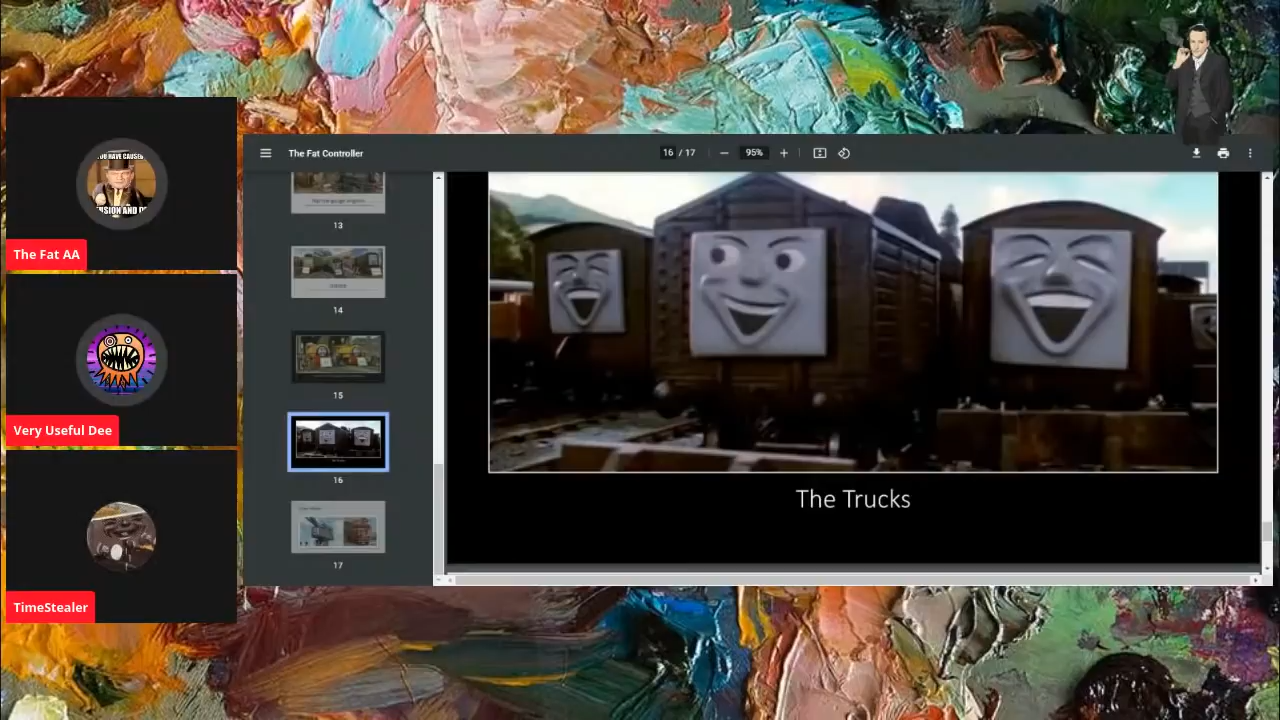 The Fat Controller
16 / 17
95%
The Fat AA
Very Useful Dee
TimeStealer
13
14
15
16
17
The Trucks